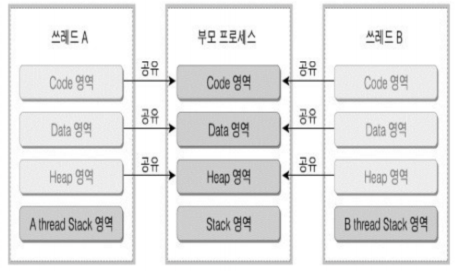 쓰레드 A
부모 프로세스
쓰레드 B
Code 영역
공유
Code 영역
공유
Code 영역
Data 영역
공유
Data 영역
공유
Data 영역
Heap 영역
공유
Heap 영역
공유
Heap 영역
A thread Stack 영역
Stack 영역
B thread Stack 영역